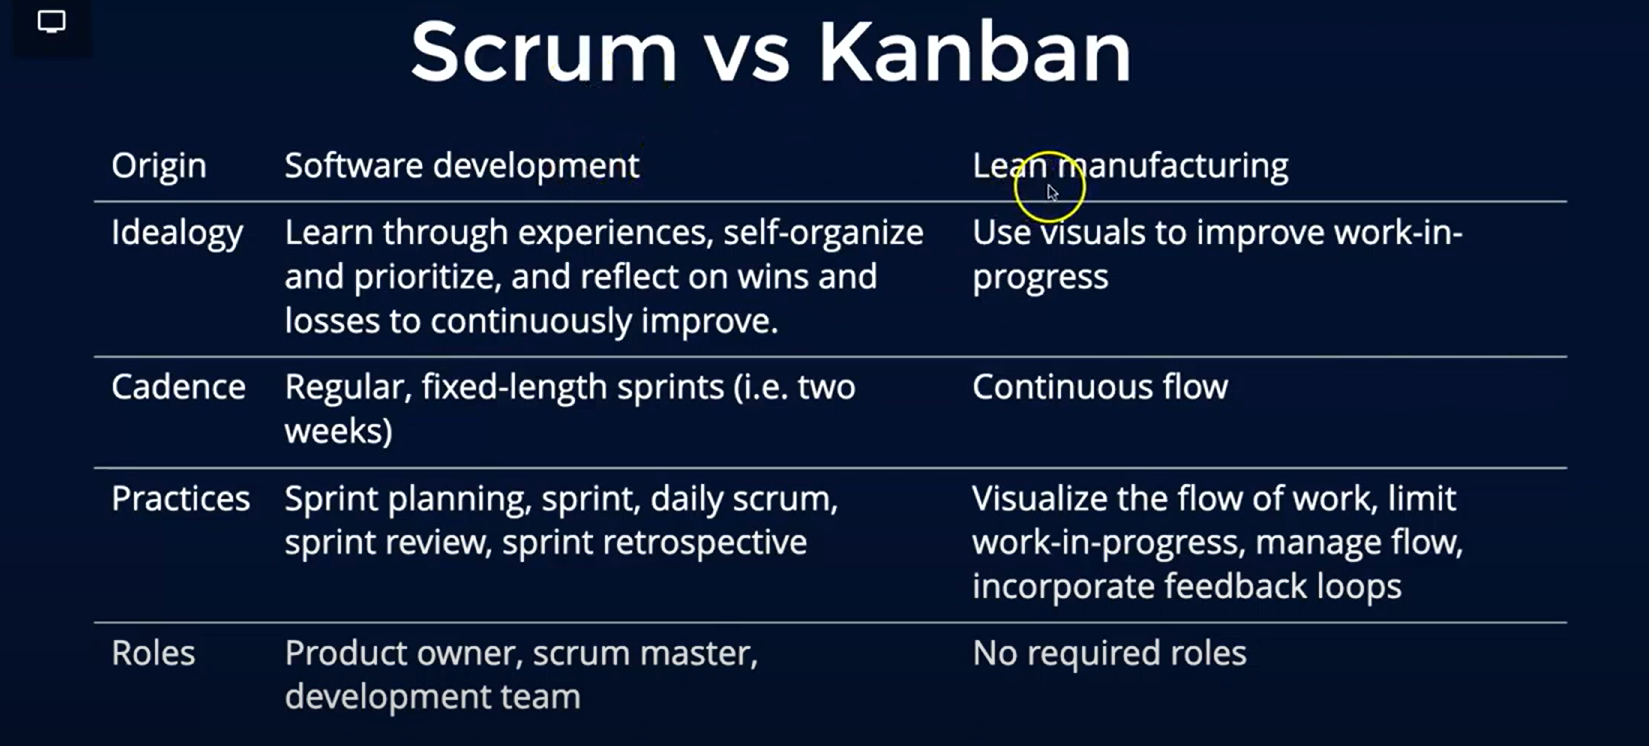 Scrum vs Kanban
Origin Software development Lean manufacturing
Idealogy Learn through experiences, self-organize Use visuals to improve work-in-
and prioritize, and reflect on wins and progress
losses to continuously improve.
Cadence Regular, fixed-length sprints (i.e. two Continuous flow
weeks)
Practices Sprint planning, sprint, daily scrum, Visualize the flow of work, limit
sprint review, sprint retrospective work-in-progress, manage flow,
incorporate feedback loops
Roles Product owner, scrum master, No required roles
development team